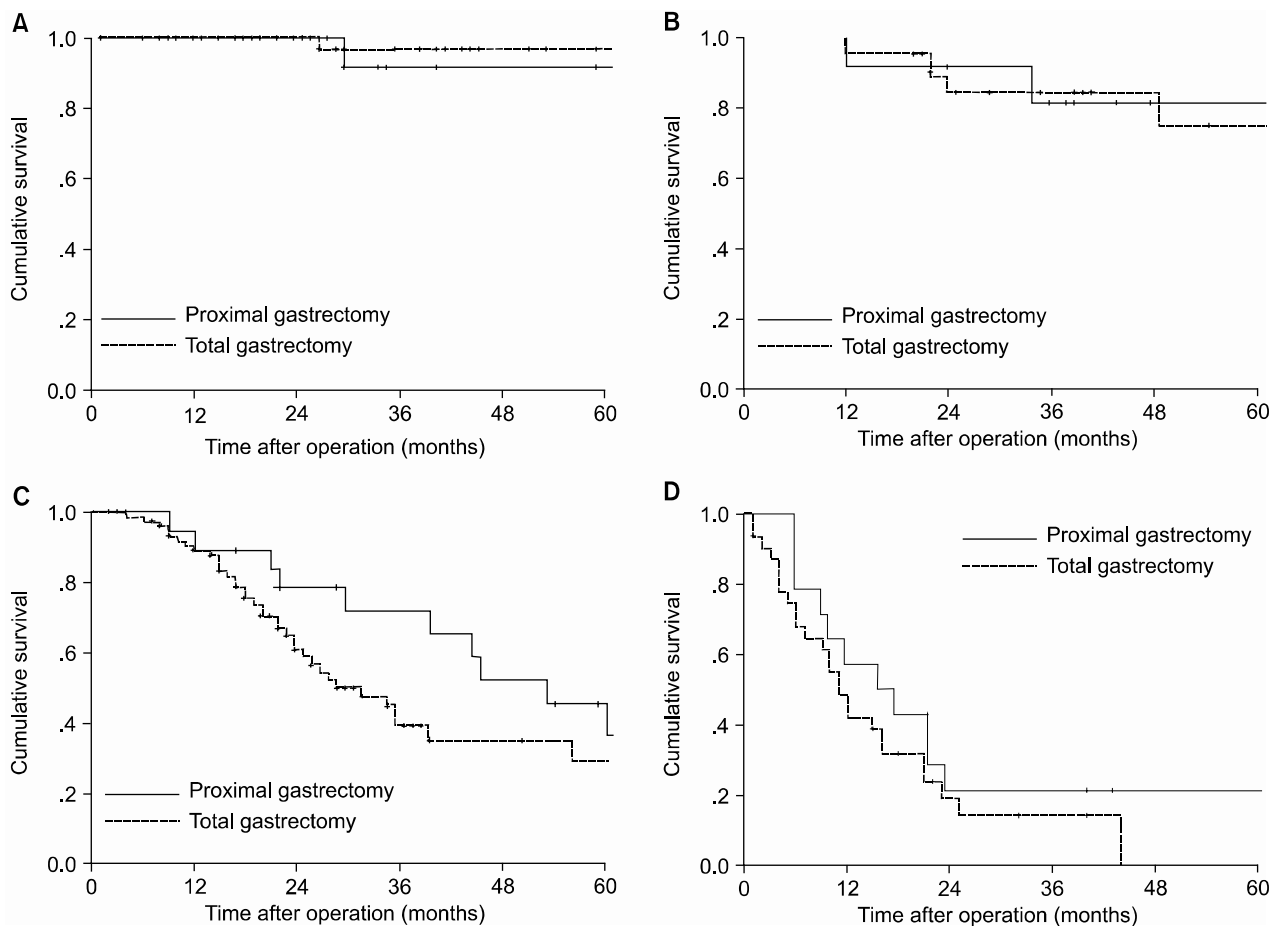 A
Cumulative survival
1.0
.8
.6
.4
.2
0.0
Proximal gastrectomy
Total gastrectomy
0 12 24 36 48 60
Time after operation (months)
B
Cumulative survival
1.0
.8
.6
.4
.2
0.0
Proximal gastrectomy
Total gastrectomy
0 12 24 36 48 60
Time after operation (months)
C
Cumulative survival
1.0
.8
.6
.4
.2
0.0
Proximal gastrectomy
Total gastrectomy
0 12 24 36 48 60
Time after operation (months)
D
Cumulative survival
1.0
.8
.6
.4
.2
0.0
Proximal gastrectomy
Total gastrectomy
0 12 24 36 48 60
Time after operation (months)